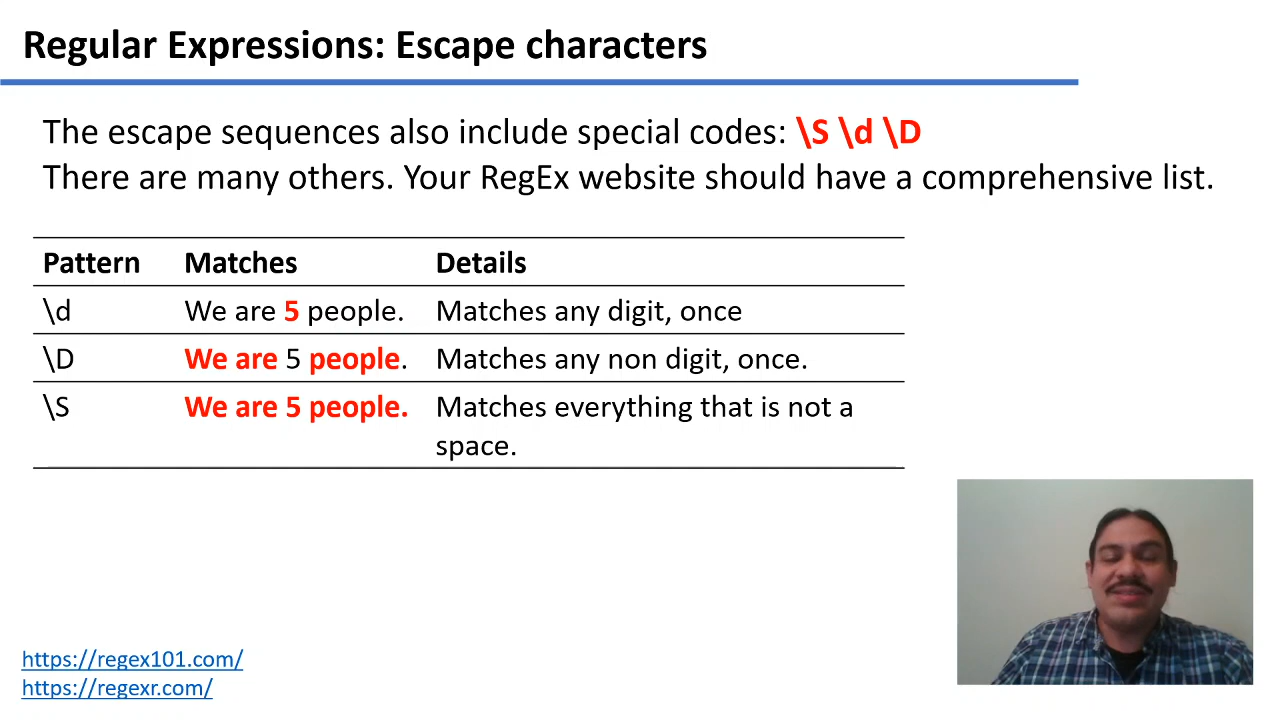 Regular Expressions: Escape characters
The escape sequences also include special codes: \S \d \D
There are many others. Your RegEx website should have a comprehensive list.
Pattern Matches Details
\d We are 5 people. Matches any digit, once
\D We are 5 people. Matches any non digit, once.
\S We are 5 people. Matches everything that is not a
space.
https://regex101.com/
https://regexr.com/